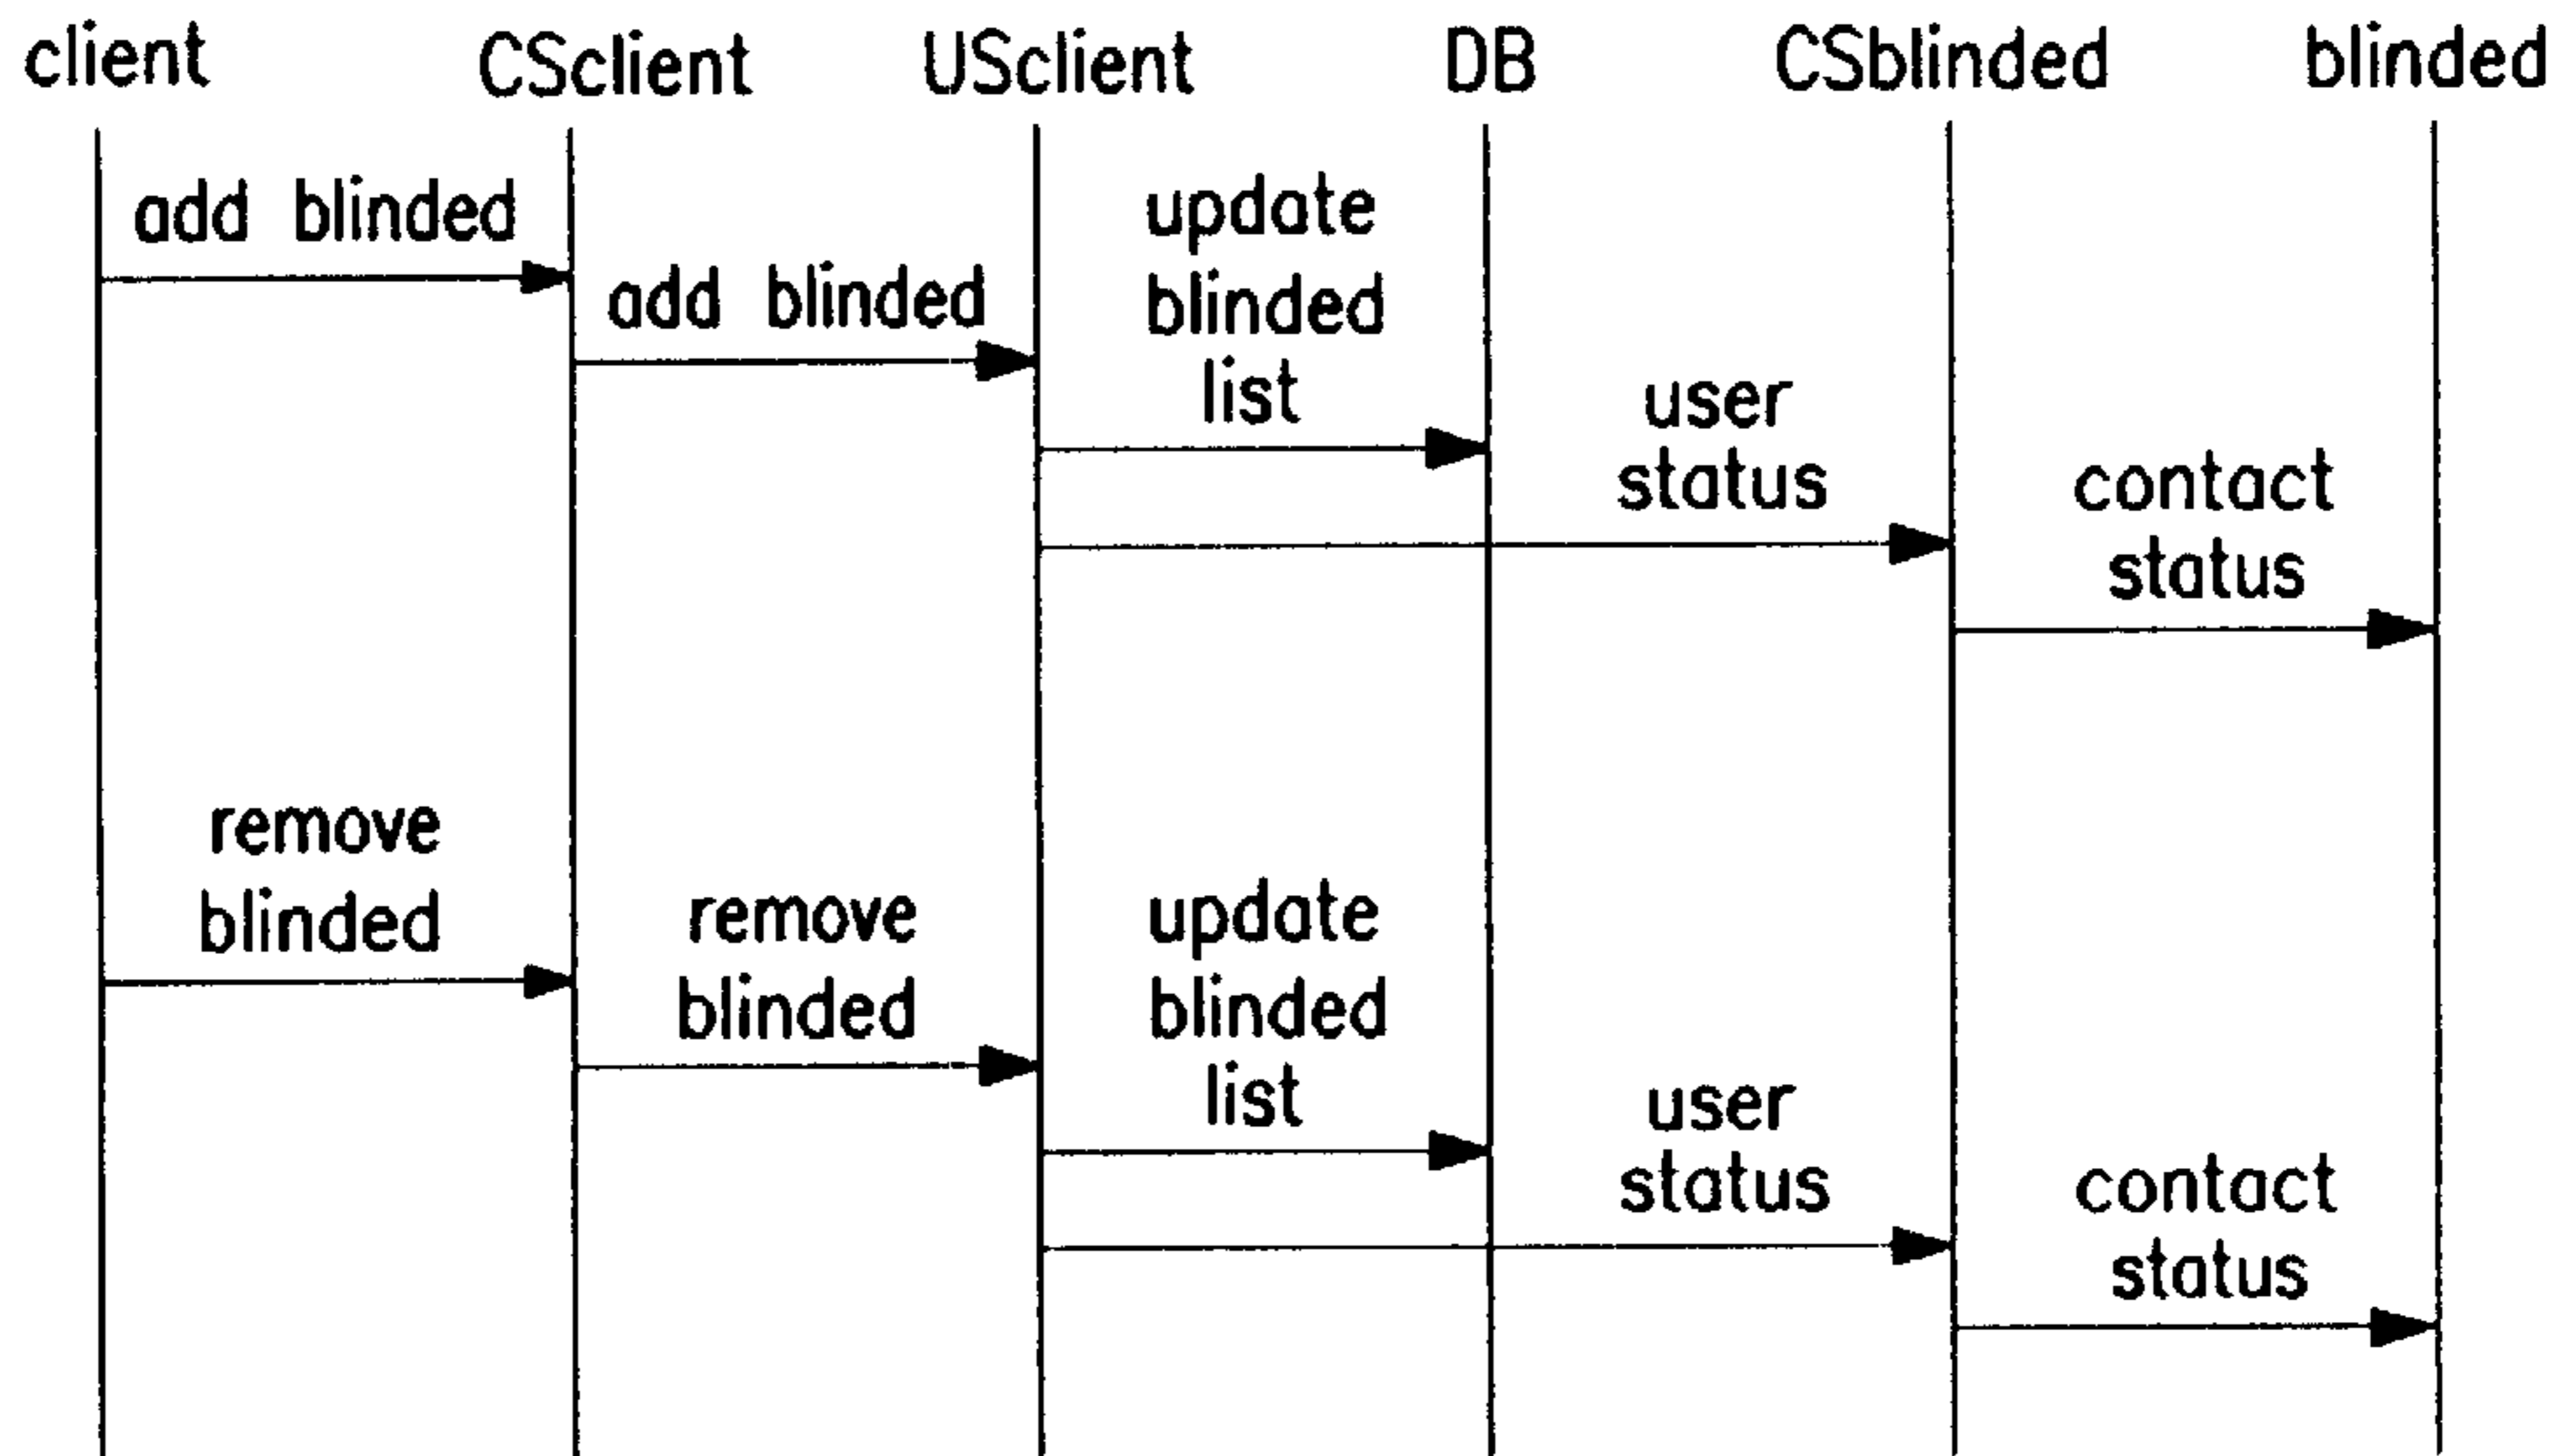 client CSclient USclient DB CSblinded blinded
add blinded
add blinded
update
blinded
list
user
status
contact
status
remove
blinded
remove
blinded
update
blinded
list
user
status
contact
status